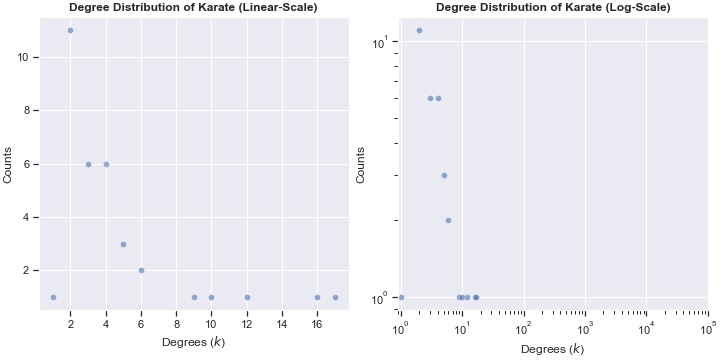 Degree Distribution of Karate (Linear-Scale)
Counts
10
8
6
4
2
2 4 6 8 10 12 14 16
Degrees (k)
Degree Distribution of Karate (Log-Scale)
Counts
10¹
10⁰
10⁰ 10¹ 10² 10³ 10⁴ 10⁵
Degrees (k)